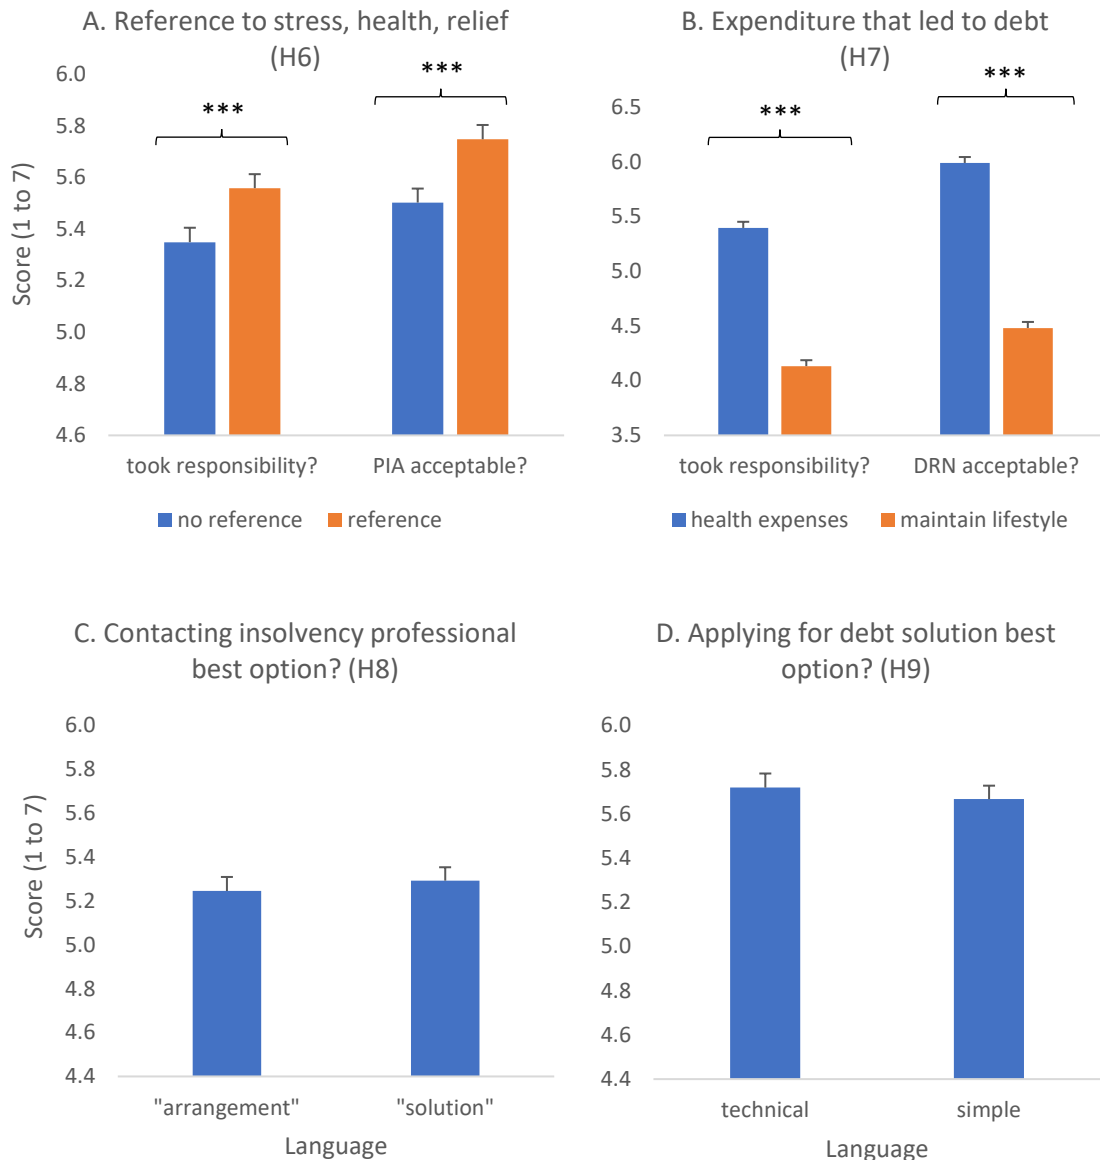 A. Reference to stress, health, relief
(H6)
Score (1 to 7)
6.0
5.8
5.6
5.4
5.2
5.0
4.8
4.6
***
***
took responsibility?
PIA acceptable?
no reference
reference
B. Expenditure that led to debt
(H7)
6.5
6.0
5.5
5.0
4.5
4.0
3.5
***
***
took responsibility?
DRN acceptable?
health expenses
maintain lifestyle
C. Contacting insolvency professional
best option? (H8)
Score (1 to 7)
6.0
5.8
5.6
5.4
5.2
5.0
4.8
4.6
4.4
"arrangement"
"solution"
Language
D. Applying for debt solution best
option? (H9)
6.0
5.8
5.6
5.4
5.2
5.0
4.8
4.6
4.4
technical
simple
Language